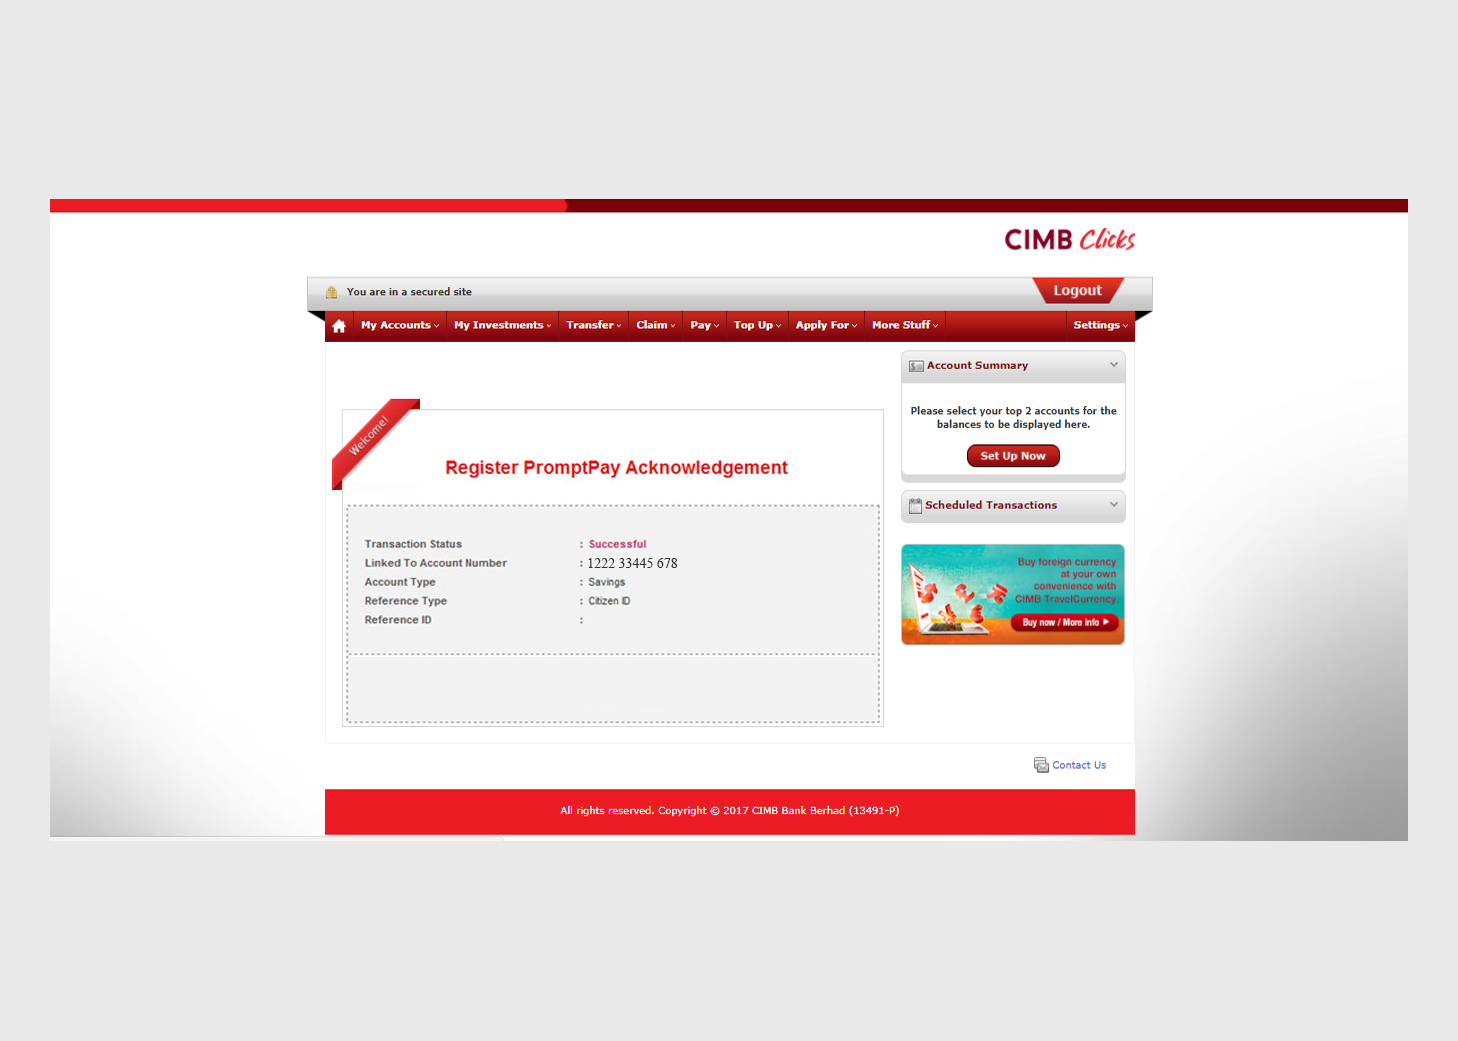 CIMB Clicks
You are in a secured site
Logout
My Accounts
My Investments
Transfer
Claim
Pay
Top Up
Apply For
More Stuff
Settings
Welcome!
Register PromptPay Acknowledgement
Transaction Status : Successful
Linked To Account Number : 1222 33445 678
Account Type : Savings
Reference Type : Citizen ID
Reference ID :
Account Summary
Please select your top 2 accounts for the
balances to be displayed here.
Set Up Now
Scheduled Transactions
Buy foreign currency
at your own
convenience with
CIMB TravelCurrency.
Buy now / More info
Contact Us
All rights reserved. Copyright © 2017 CIMB Bank Berhad (13491-P)